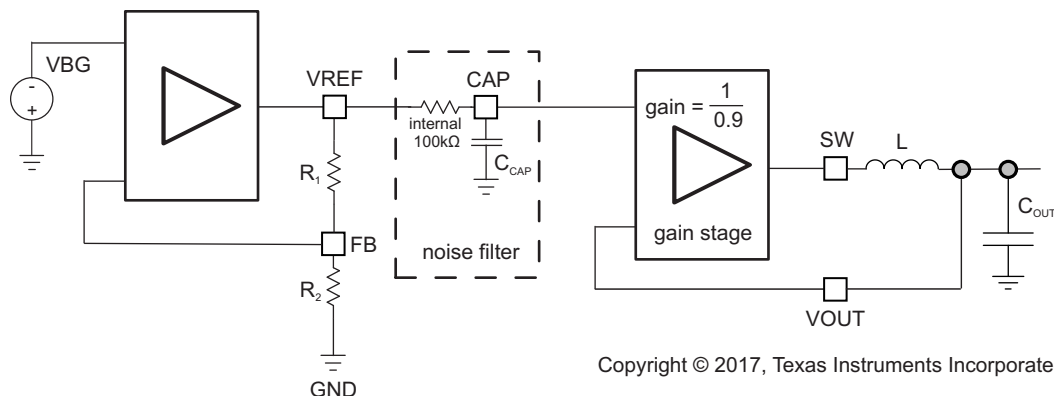 VBG
-
+
VREF
R1
FB
R2
GND
internal
100kΩ
CAP
CCAP
noise filter
gain = 1
0.9
gain stage
SW
L
COUT
VOUT
Copyright © 2017, Texas Instruments Incorporate